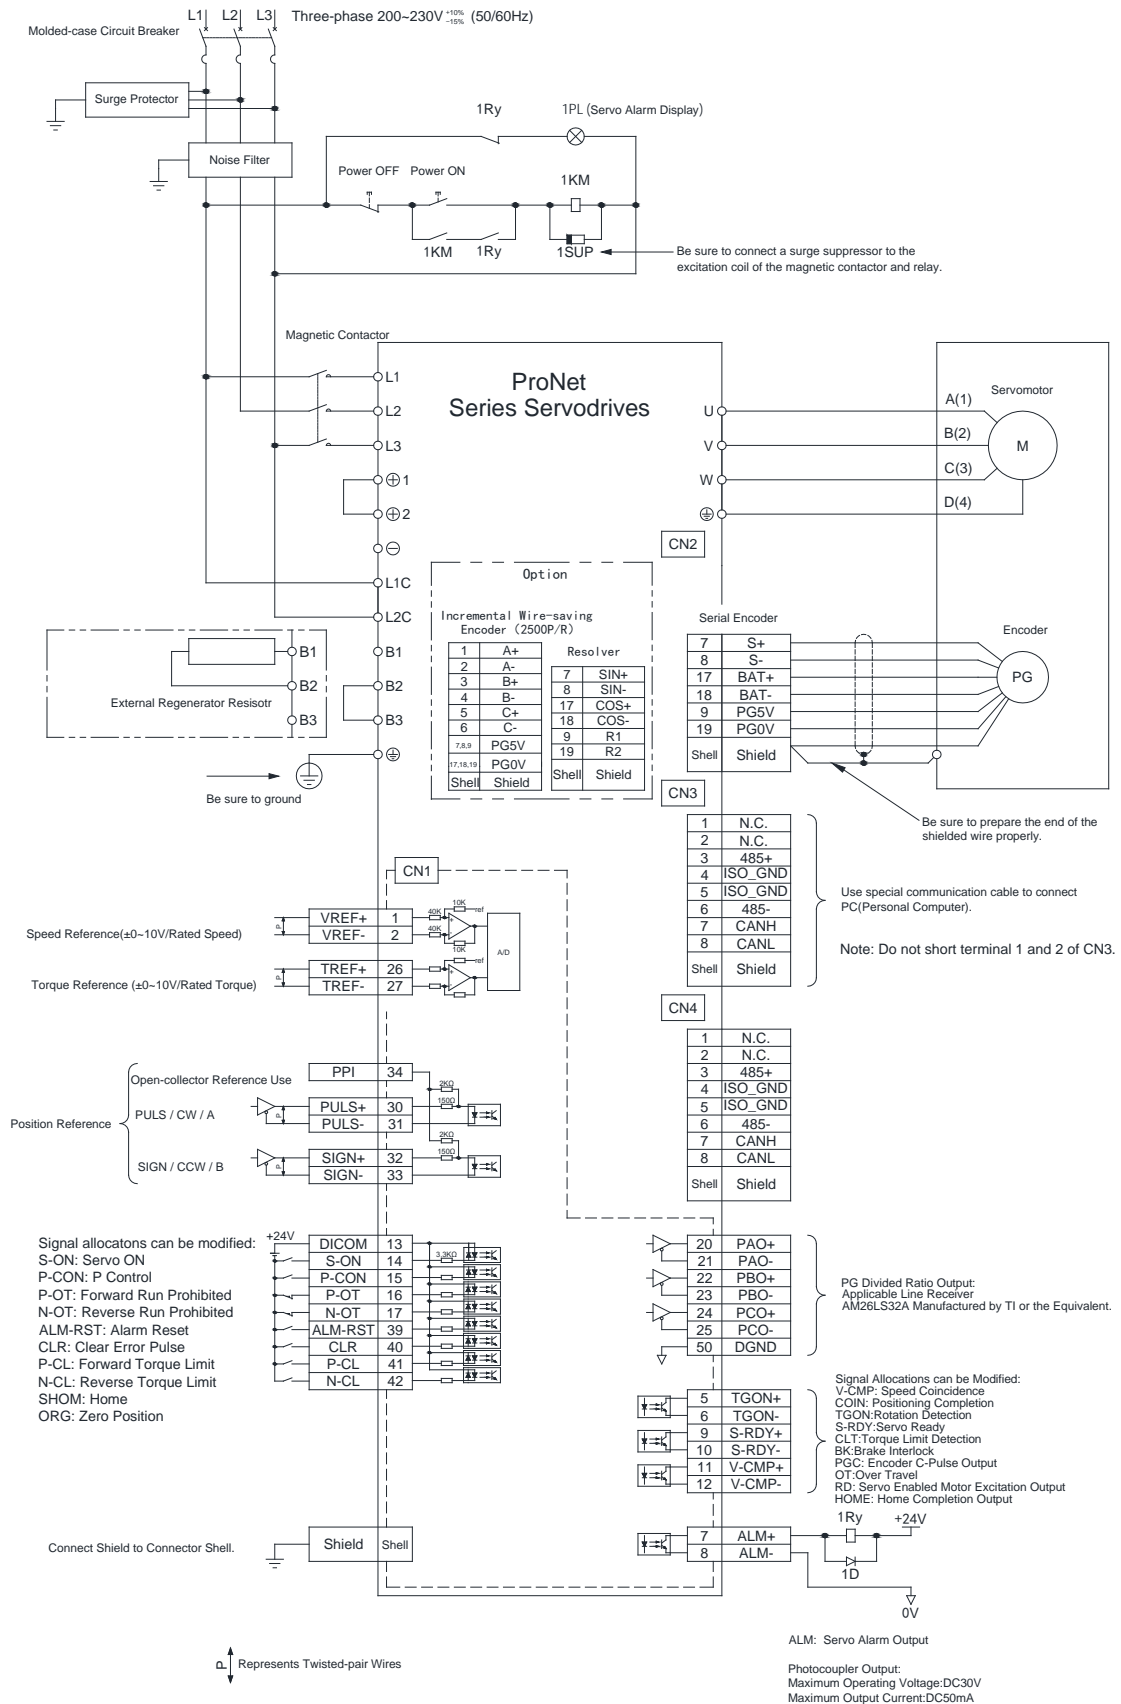 L1 L2 L3 Three-phase 200~230V +10% -15% (50/60Hz)
Molded-case Circuit Breaker
Surge Protector
Noise Filter
1Ry 1PL (Servo Alarm Display)
Power OFF Power ON
1KM
1KM 1Ry 1SUP
Be sure to connect a surge suppressor to the
excitation coil of the magnetic contactor and relay.
Magnetic Contactor
ProNet
Series Servodrives
L1
L2
L3
⊕1
⊕2
⊖
L1C
L2C
B1
B2
B3
B1
B2
B3
External Regenerator Resisotr
Be sure to ground
U
V
W
A(1)
B(2)
C(3)
D(4)
Servomotor
M
CN2
Option
Incremental Wire-saving
Encoder (2500P/R)
1 A+
2 A-
3 B+
4 B-
5 C+
6 C-
7,8,9 PG5V
17,18,19 PG0V
Shell Shield
Resolver
7 SIN+
8 SIN-
17 COS+
18 COS-
9 R1
19 R2
Shell Shield
Serial Encoder
7 S+
8 S-
17 BAT+
18 BAT-
9 PG5V
19 PG0V
Shell Shield
Encoder
PG
Be sure to prepare the end of the
shielded wire properly.
CN3
1 N.C.
2 N.C.
3 485+
4 ISO_GND
5 ISO_GND
6 485-
7 CANH
8 CANL
Shell Shield
Use special communication cable to connect
PC(Personal Computer).
Note: Do not short terminal 1 and 2 of CN3.
CN4
1 N.C.
2 N.C.
3 485+
4 ISO_GND
5 ISO_GND
6 485-
7 CANH
8 CANL
Shell Shield
CN1
Speed Reference(±0~10V/Rated Speed)
P
VREF+ 1
VREF- 2
40K
10K
ref
40K
10K
A/D
Torque Reference (±0~10V/Rated Torque)
P
TREF+ 26
TREF- 27
ref
Position Reference
Open-collector Reference Use
PULS / CW / A
SIGN / CCW / B
PPI 34
P
PULS+ 30
PULS- 31
2KΩ
150Ω
P
SIGN+ 32
SIGN- 33
2KΩ
150Ω
Signal allocatons can be modified:
S-ON: Servo ON
P-CON: P Control
P-OT: Forward Run Prohibited
N-OT: Reverse Run Prohibited
ALM-RST: Alarm Reset
CLR: Clear Error Pulse
P-CL: Forward Torque Limit
N-CL: Reverse Torque Limit
SHOM: Home
ORG: Zero Position
+24V
DICOM 13
S-ON 14
P-CON 15
P-OT 16
N-OT 17
ALM-RST 39
CLR 40
P-CL 41
N-CL 42
3.3KΩ
20 PAO+
21 PAO-
22 PBO+
23 PBO-
24 PCO+
25 PCO-
50 DGND
PG Divided Ratio Output:
Applicable Line Receiver
AM26LS32A Manufactured by TI or the Equivalent.
5 TGON+
6 TGON-
9 S-RDY+
10 S-RDY-
11 V-CMP+
12 V-CMP-
Signal Allocations can be Modified:
V-CMP: Speed Coincidence
COIN: Positioning Completion
TGON:Rotation Detection
S-RDY:Servo Ready
CLT:Torque Limit Detection
BK:Brake Interlock
PGC: Encoder C-Pulse Output
OT:Over Travel
RD: Servo Enabled Motor Excitation Output
HOME: Home Completion Output
1Ry +24V
7 ALM+
8 ALM-
1D
0V
Connect Shield to Connector Shell.
Shield Shell
ALM: Servo Alarm Output
P Represents Twisted-pair Wires
Photocoupler Output:
Maximum Operating Voltage:DC30V
Maximum Output Current:DC50mA